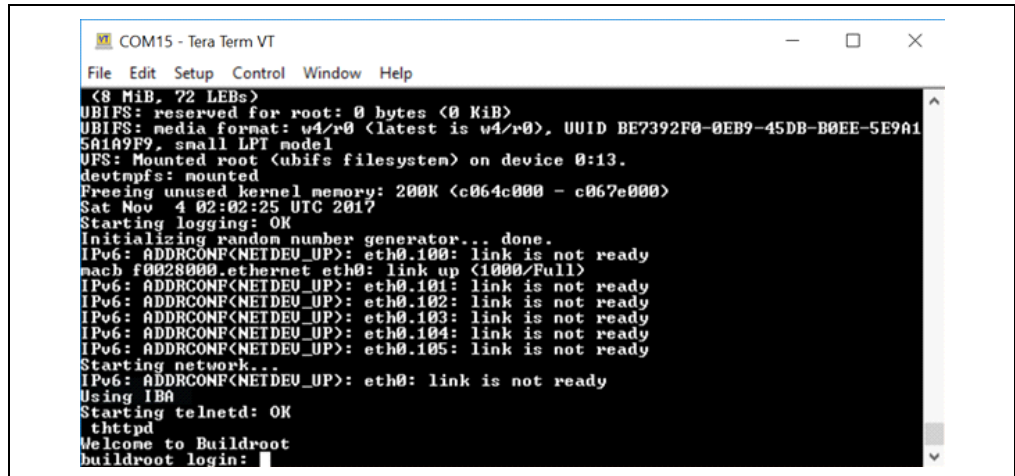 COM15 - Tera Term VT
File Edit Setup Control Window Help
(8 MiB, 72 LEBs)
UBIFS: reserved for root: 0 bytes (0 KiB)
UBIFS: media format: w4/r0 (latest is w4/r0), UUID BE7392F0-0EB9-45DB-B0EE-5E9A1
5A1A9F9, small LPT model
VFS: Mounted root (ubifs filesystem) on device 0:13.
devtmpfs: mounted
Freeing unused kernel memory: 200K (c064c000 - c067e000)
Sat Nov  4 02:02:25 UTC 2017
Starting logging: OK
Initializing random number generator... done.
IPv6: ADDRCONF(NETDEV_UP): eth0.100: link is not ready
macb f0028000.ethernet eth0: link up (1000/Full)
IPv6: ADDRCONF(NETDEV_UP): eth0.101: link is not ready
IPv6: ADDRCONF(NETDEV_UP): eth0.102: link is not ready
IPv6: ADDRCONF(NETDEV_UP): eth0.103: link is not ready
IPv6: ADDRCONF(NETDEV_UP): eth0.104: link is not ready
IPv6: ADDRCONF(NETDEV_UP): eth0.105: link is not ready
Starting network...
IPv6: ADDRCONF(NETDEV_UP): eth0: link is not ready
Using IBA
Starting telnetd: OK
thttpd
Welcome to Buildroot
buildroot login: